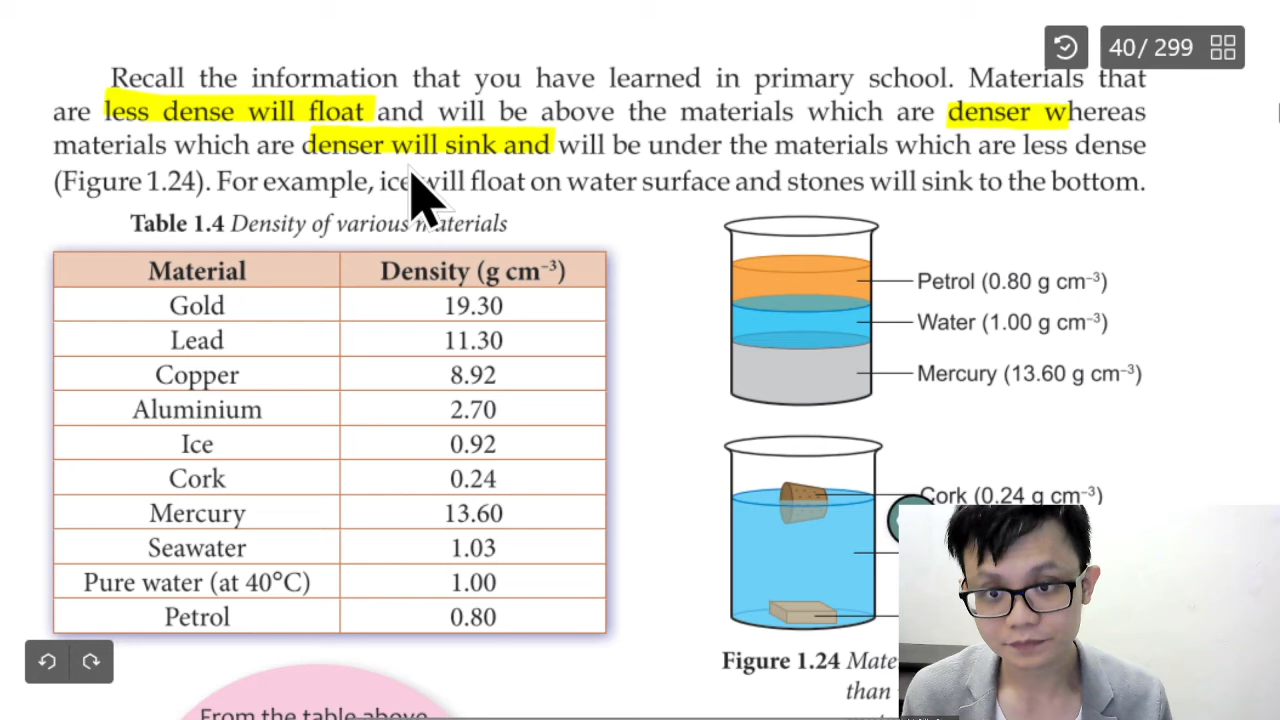 40 / 299
Recall the information that you have learned in primary school. Materials that
are less dense will float and will be above the materials which are denser whereas
materials which are denser will sink and will be under the materials which are less dense
(Figure 1.24). For example, ice will float on water surface and stones will sink to the bottom.
Table 1.4 Density of various materials
Material Density (g cm⁻³)
Gold 19.30
Lead 11.30
Copper 8.92
Aluminium 2.70
Ice 0.92
Cork 0.24
Mercury 13.60
Seawater 1.03
Pure water (at 40°C) 1.00
Petrol 0.80
Petrol (0.80 g cm⁻³)
Water (1.00 g cm⁻³)
Mercury (13.60 g cm⁻³)
Cork (0.24 g cm⁻³)
Figure 1.24
than
From the table above